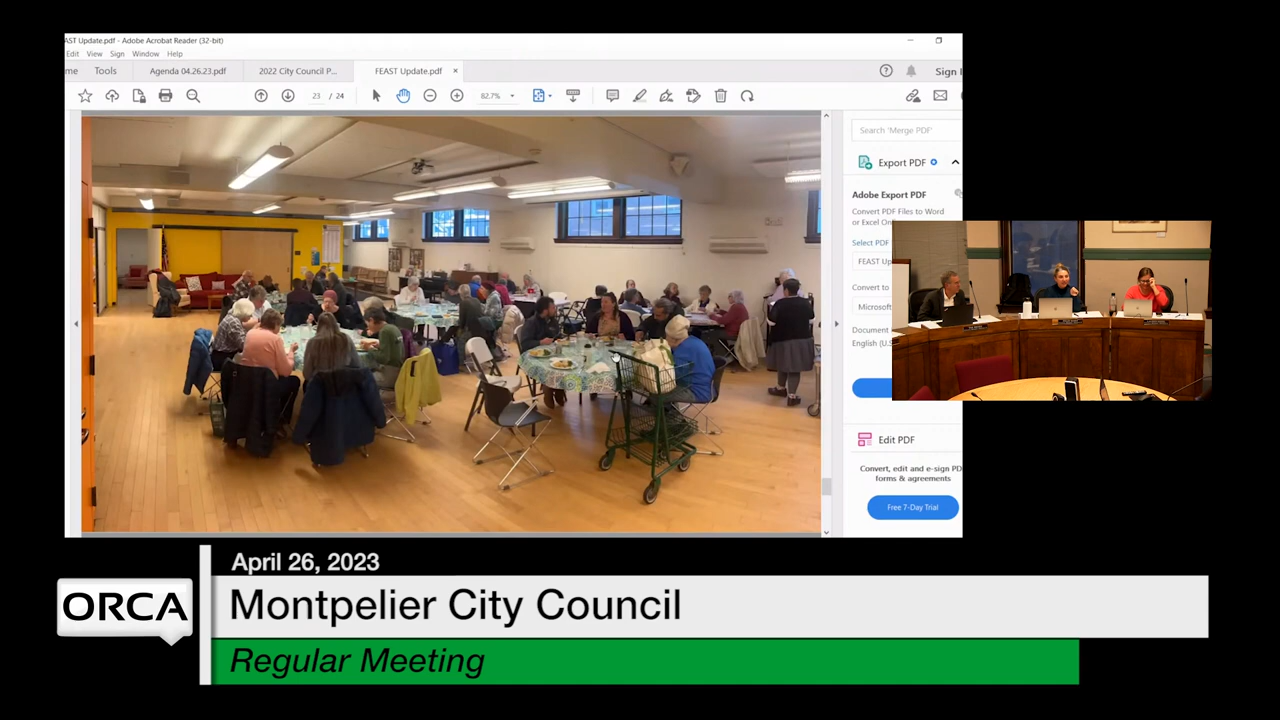 AST Update.pdf - Adobe Acrobat Reader (32-bit)
Edit View Sign Window Help
me Tools Agenda 04.26.23.pdf 2022 City Council P... FEAST Update.pdf × Sign I
23 / 24 82.7%
Search 'Merge PDF'
Export PDF
Adobe Export PDF
Convert PDF Files to Word
or Excel On
Select PDF
FEAST Up
Convert to
Microsof
Document
English (U.S
Edit PDF
Convert, edit and e-sign PD
forms & agreements
Free 7-Day Trial
April 26, 2023
ORCA
Montpelier City Council
Regular Meeting